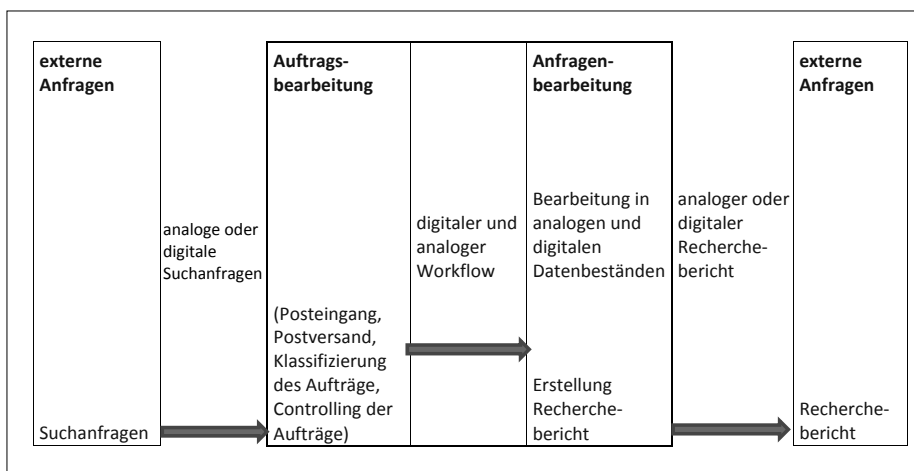 externe
Anfragen
Suchanfragen
analoge oder
digitale
Suchanfragen
Auftrags-
bearbeitung
(Posteingang,
Postversand,
Klassifizierung
des Aufträge,
Controlling der
Aufträge)
digitaler und
analoger
Workflow
Anfragen-
bearbeitung
Bearbeitung in
analogen und
digitalen
Datenbeständen
Erstellung
Recherche-
bericht
analoger oder
digitaler
Recherche-
bericht
externe
Anfragen
Recherche-
bericht